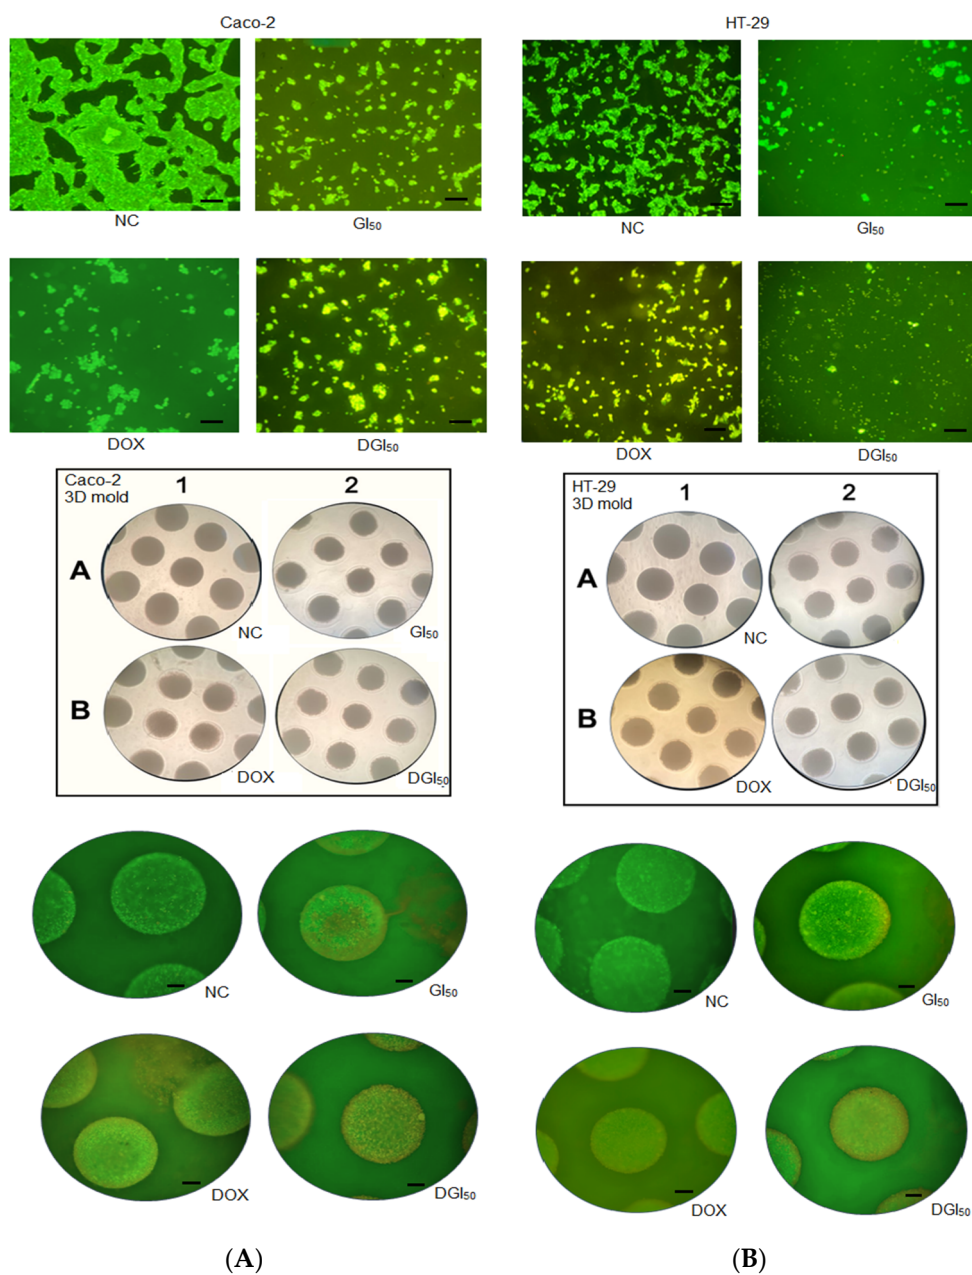 Caco-2 HT-29
NC GI₅₀ NC GI₅₀
DOX DGI₅₀ DOX DGI₅₀
Caco-2
3D mold
1 2
A
NC GI₅₀
B
DOX DGI₅₀
HT-29
3D mold
1 2
A
NC GI₅₀
B
DOX DGI₅₀
NC GI₅₀ NC GI₅₀
DOX DGI₅₀ DOX DGI₅₀
(A) (B)